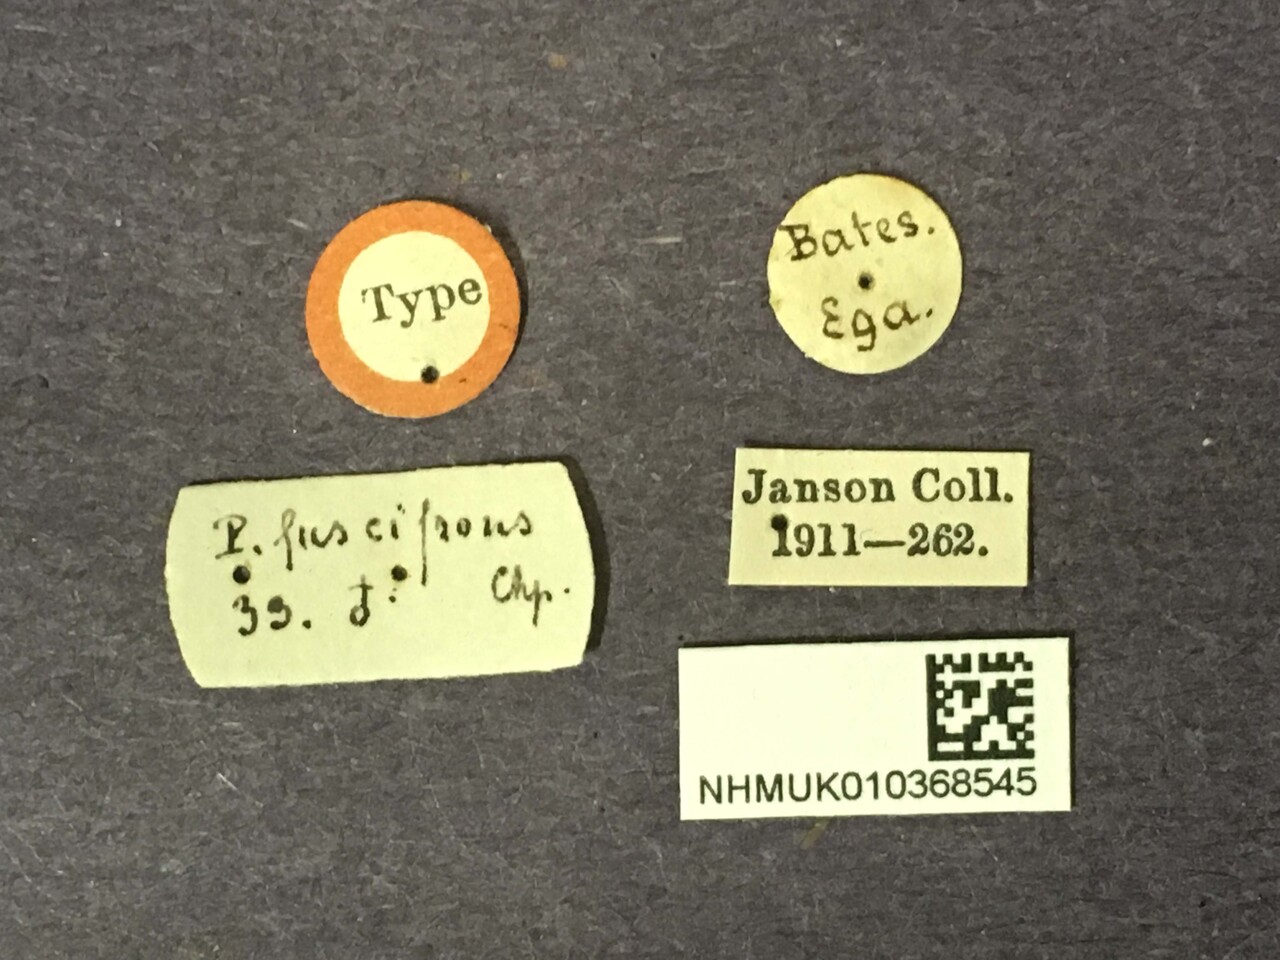 Type
Bates.
Ega.
P. fuscifrons
Chp.
39. ♂.
Janson Coll.
1911—262.
NHMUK010368545